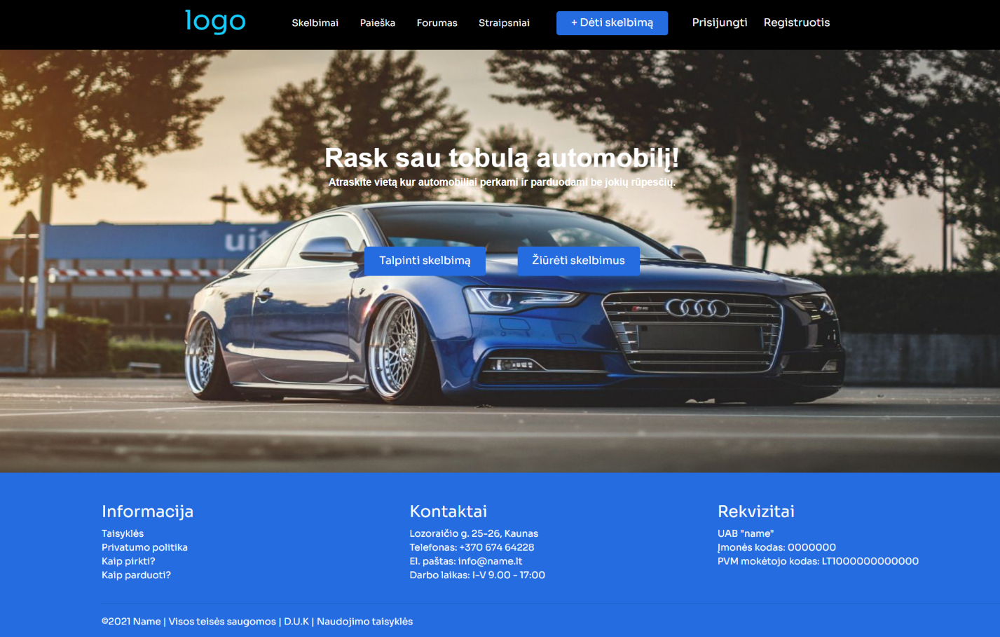 logo
Skelbimai Paieška Forumas Straipsniai + Dėti skelbimą Prisijungti Registruotis
Rask sau tobulą automobilį!
Atraskite vietą kur automobiliai perkami ir parduodami be jokių rūpesčių.
uit
Talpinti skelbimą Žiūrėti skelbimus
Informacija
Taisyklės
Privatumo politika
Kaip pirkti?
Kaip parduoti?
Kontaktai
Lozoraičio g. 25-26, Kaunas
Telefonas: +370 674 64228
El. paštas: info@name.lt
Darbo laikas: I-V 9.00 - 17:00
Rekvizitai
UAB "name"
Įmonės kodas: 0000000
PVM mokėtojo kodas: LT1000000000000
©2021 Name | Visos teisės saugomos | D.U.K | Naudojimo taisyklės